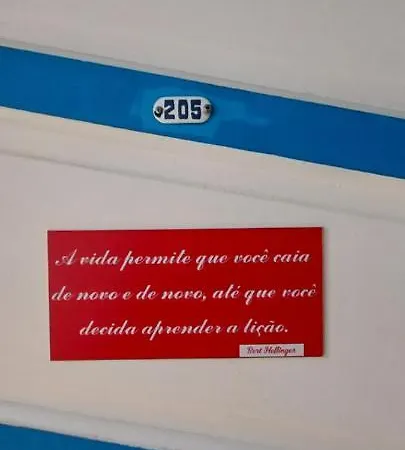 205
A vida permite que você caia
de novo e de novo, até que você
decida aprender a lição.
Bert Hellinger